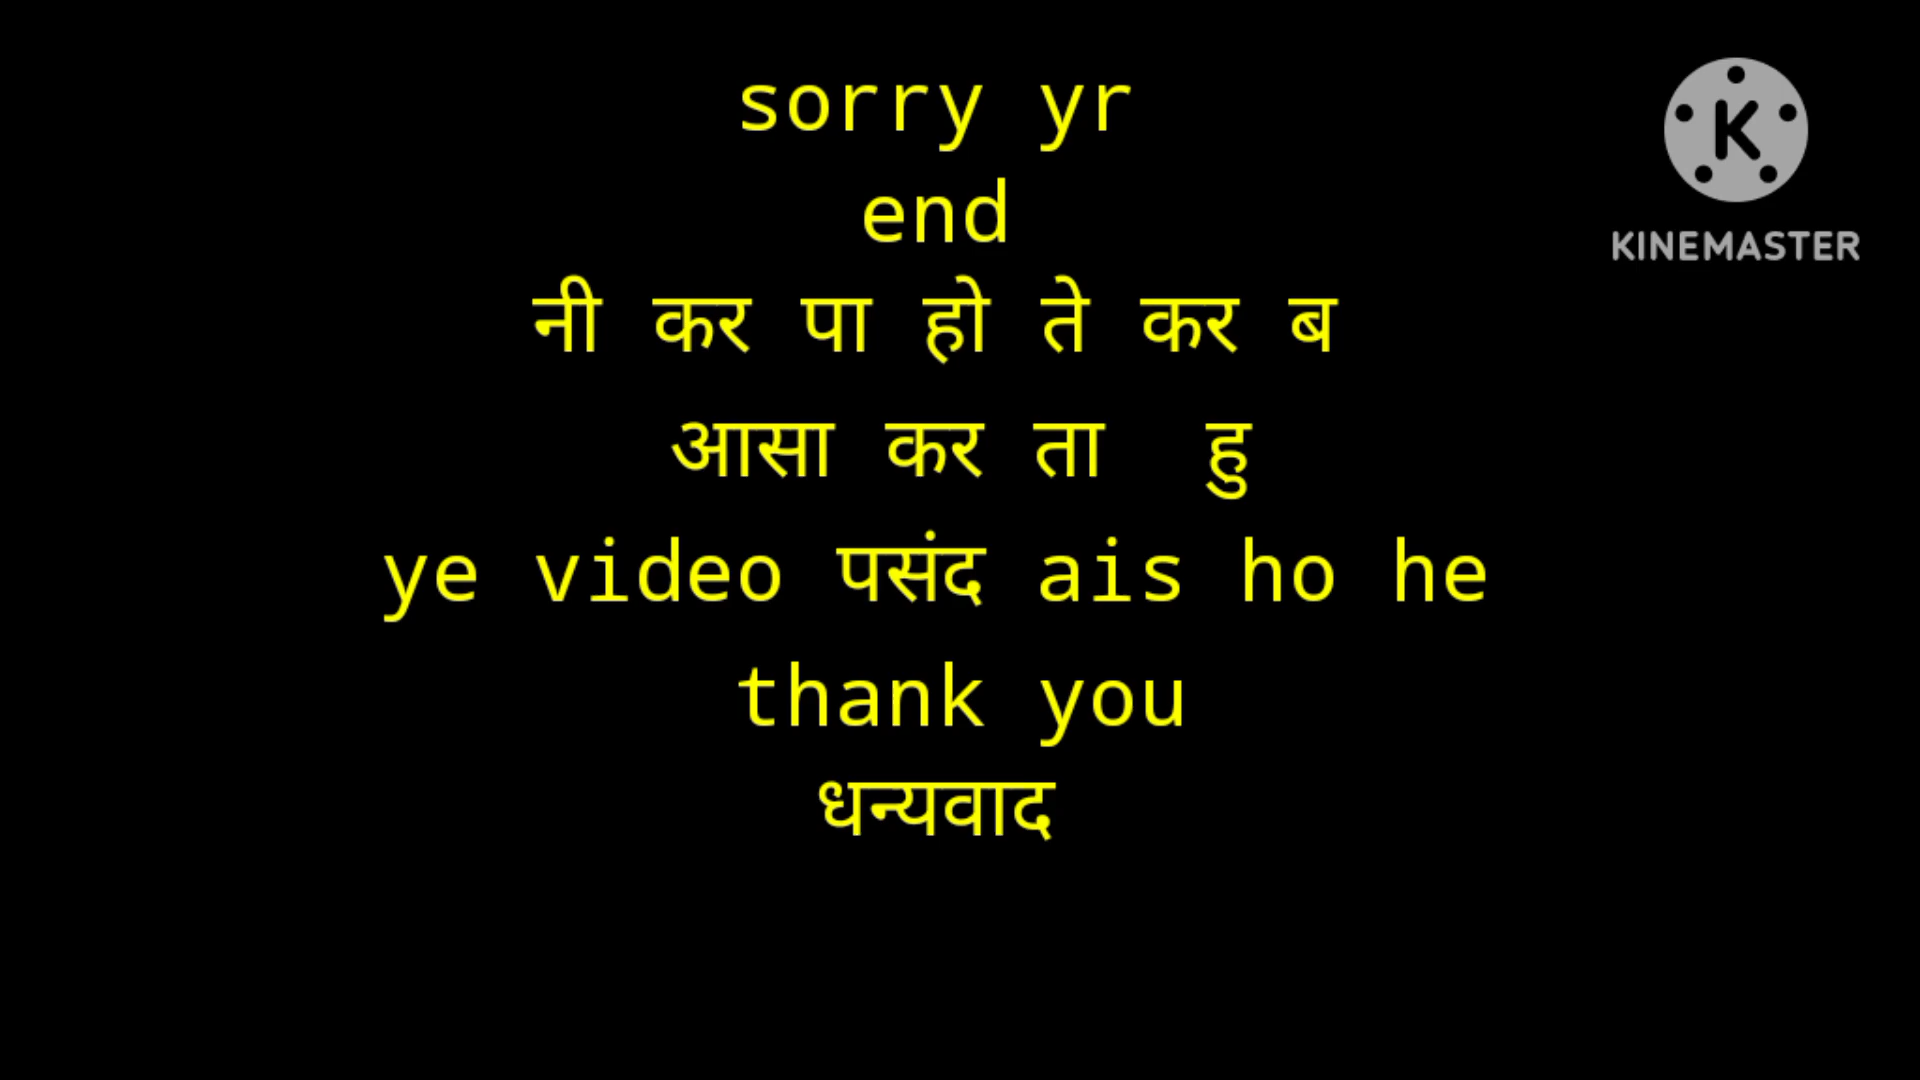 sorry yr
end
नी कर पा हो ते कर ब
आसा कर ता हु
ye video पसंद ais ho he
thank you
धन्यवाद
K
KINEMASTER